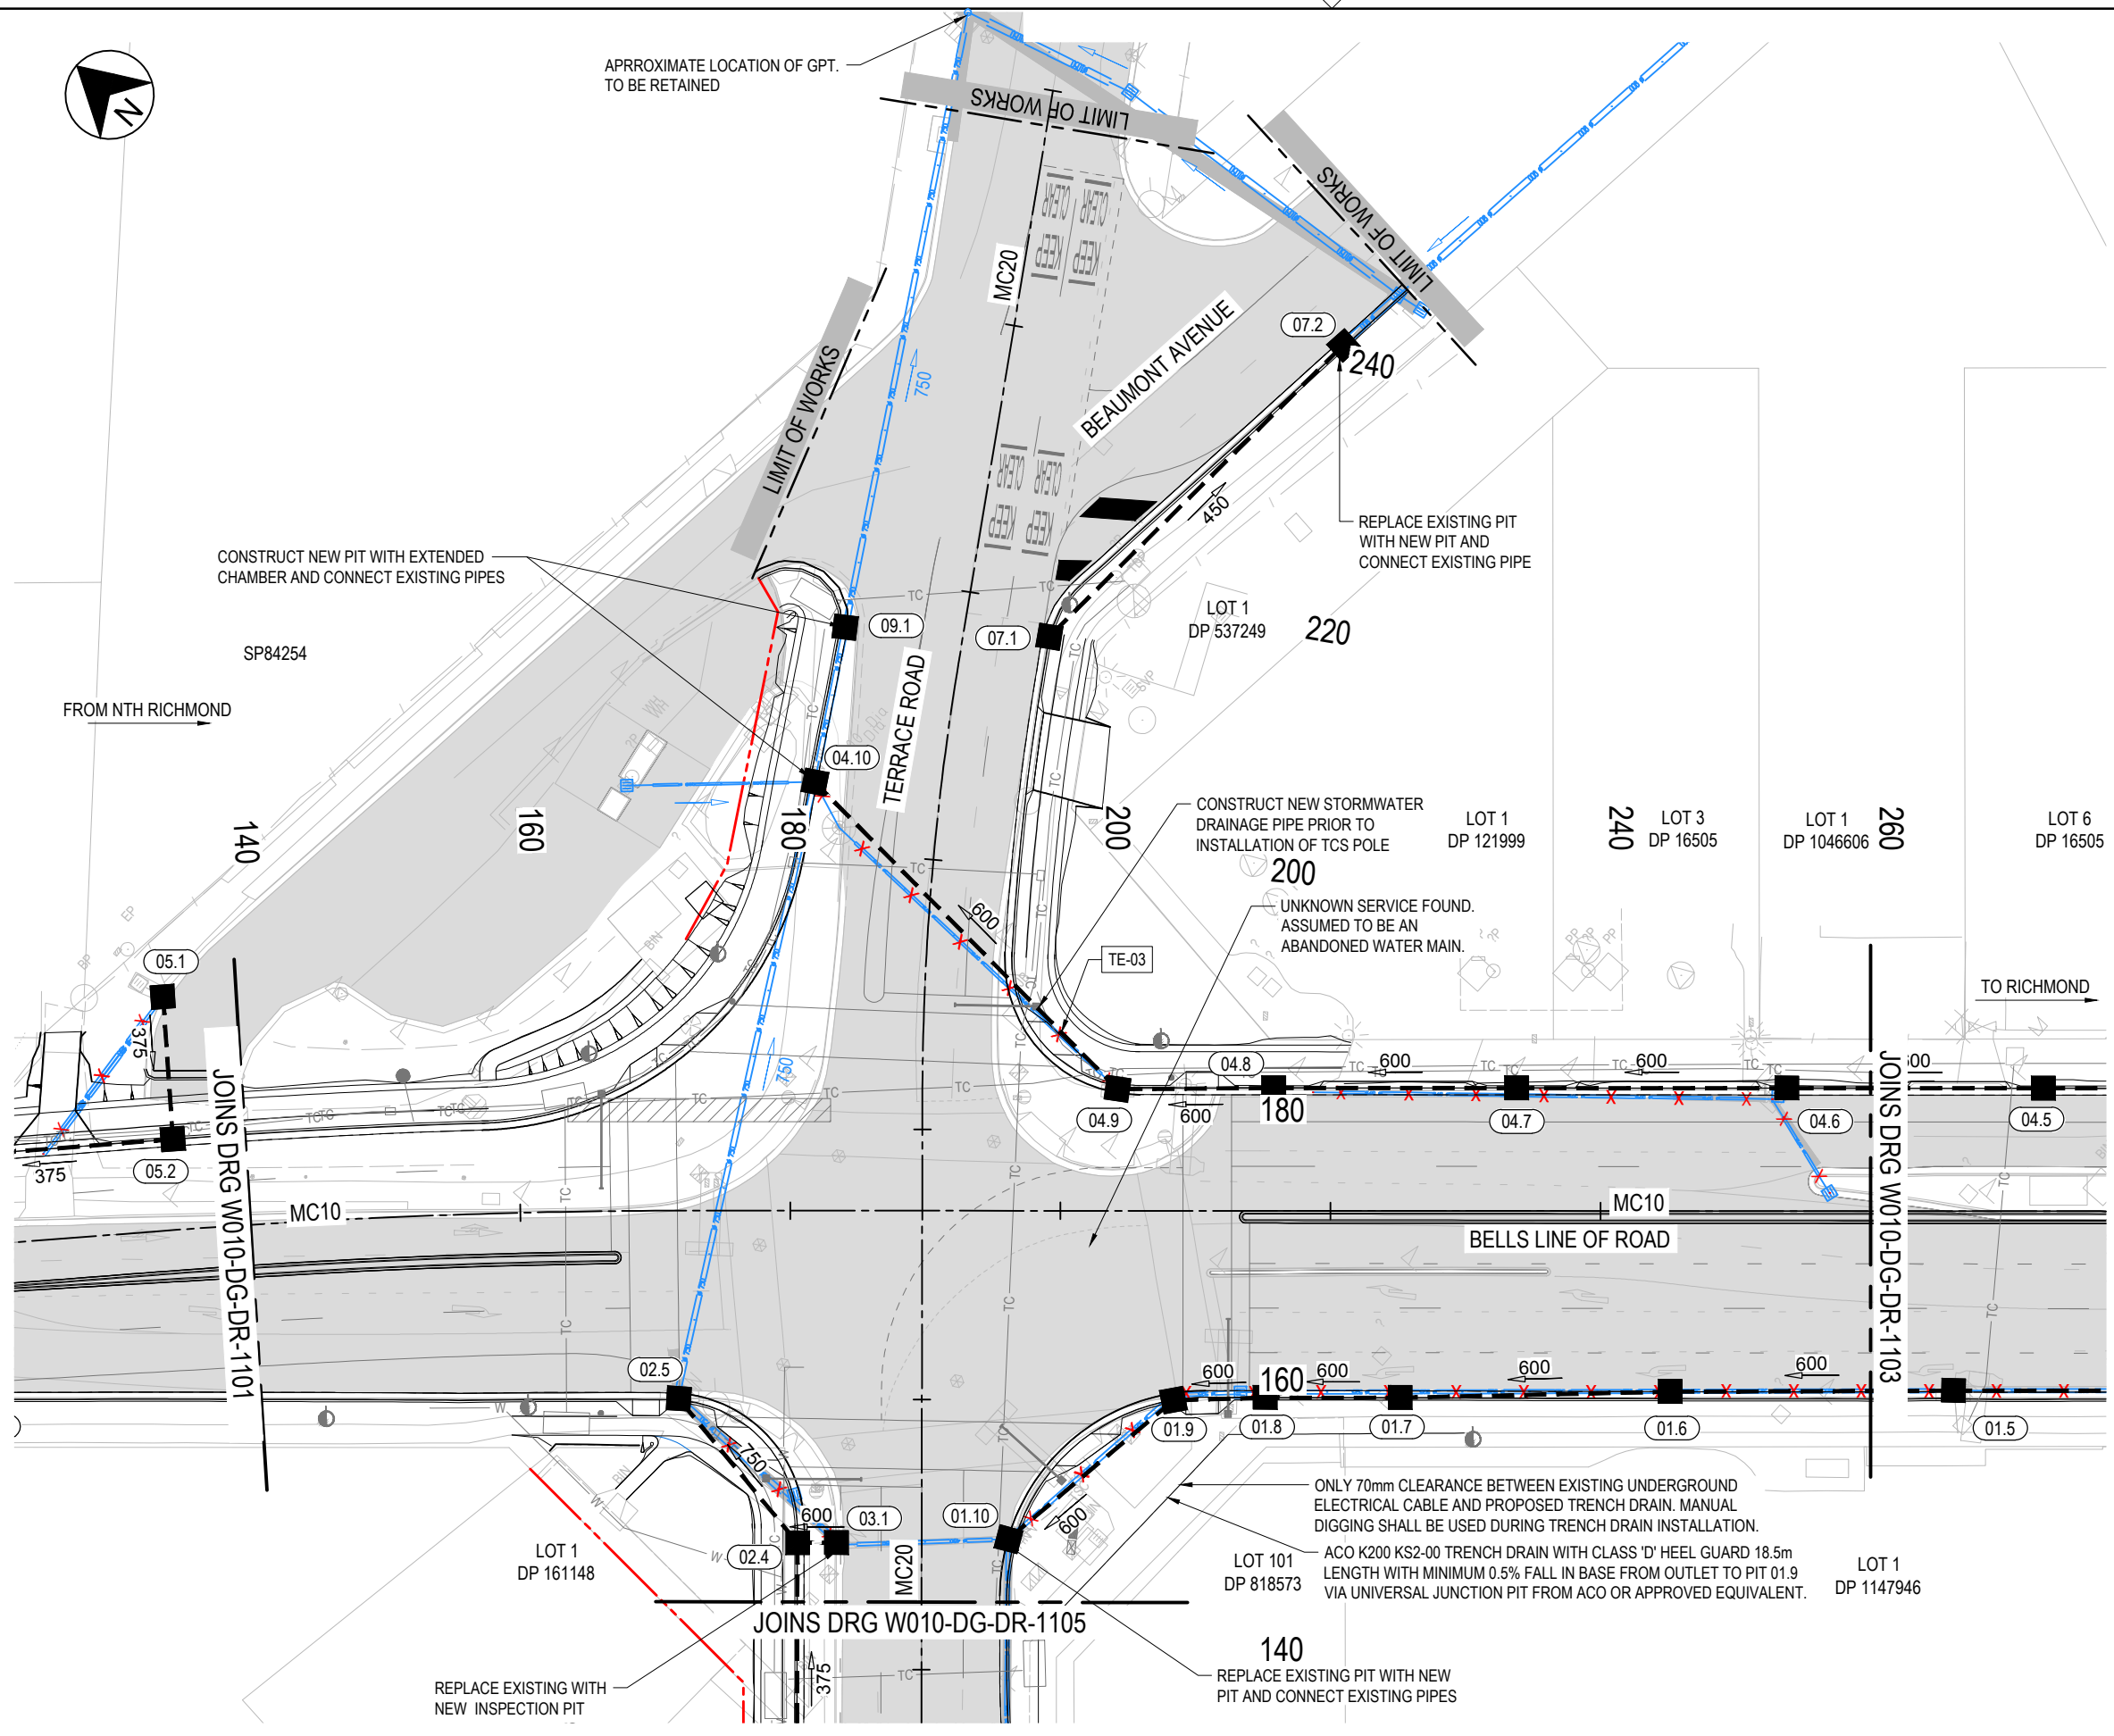 APRROXIMATE LOCATION OF GPT.
TO BE RETAINED
N
LIMIT OF WORKS
LIMIT OF WORKS
LIMIT OF WORKS
CLEAR CLEAR
KEEP KEEP
MC20
BEAUMONT AVENUE
07.2
240
750
450
CLEAR CLEAR
KEEP KEEP
REPLACE EXISTING PIT
WITH NEW PIT AND
CONNECT EXISTING PIPE
CONSTRUCT NEW PIT WITH EXTENDED
CHAMBER AND CONNECT EXISTING PIPES
09.1
07.1
LOT 1
DP 537249
220
SP84254
FROM NTH RICHMOND
TERRACE ROAD
04.10
140
160
180
200
CONSTRUCT NEW STORMWATER
DRAINAGE PIPE PRIOR TO
INSTALLATION OF TCS POLE
200
LOT 1
DP 121999
240
LOT 3
DP 16505
LOT 1
DP 1046606
260
LOT 6
DP 16505
UNKNOWN SERVICE FOUND.
ASSUMED TO BE AN
ABANDONED WATER MAIN.
600
TE-03
05.1
BIN
TO RICHMOND
375
750
04.8
600
600
600
04.9
600
180
04.7
04.6
04.5
375
05.2
JOINS DRG W010-DG-DR-1101
JOINS DRG W010-DG-DR-1103
MC10
MC10
BELLS LINE OF ROAD
02.5
600
160
600
600
600
01.9
01.8
01.7
01.6
01.5
750
600
03.1
01.10
600
02.4
MC20
ONLY 70mm CLEARANCE BETWEEN EXISTING UNDERGROUND
ELECTRICAL CABLE AND PROPOSED TRENCH DRAIN. MANUAL
DIGGING SHALL BE USED DURING TRENCH DRAIN INSTALLATION.
LOT 1
DP 161148
LOT 101
DP 818573
ACO K200 KS2-00 TRENCH DRAIN WITH CLASS 'D' HEEL GUARD 18.5m
LENGTH WITH MINIMUM 0.5% FALL IN BASE FROM OUTLET TO PIT 01.9
VIA UNIVERSAL JUNCTION PIT FROM ACO OR APPROVED EQUIVALENT.
LOT 1
DP 1147946
JOINS DRG W010-DG-DR-1105
140
375
REPLACE EXISTING WITH
NEW INSPECTION PIT
REPLACE EXISTING PIT WITH NEW
PIT AND CONNECT EXISTING PIPES